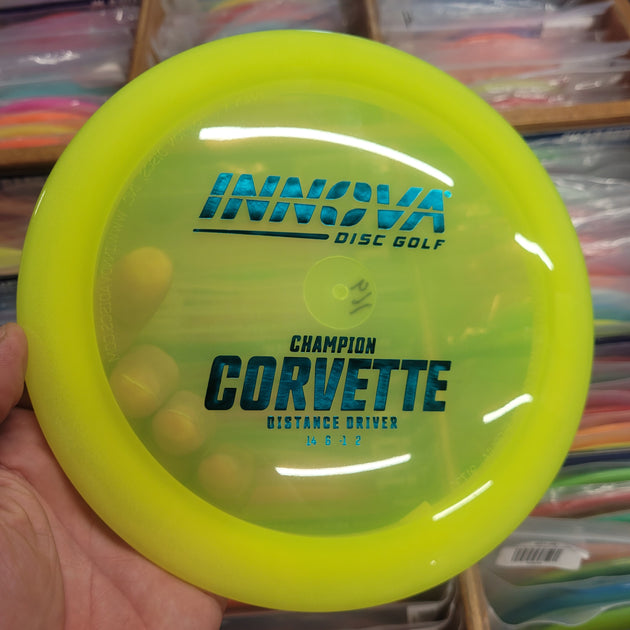 INNOVA
DISC GOLF
CHAMPION
CORVETTE
DISTANCE DRIVER
14 6 -1 2